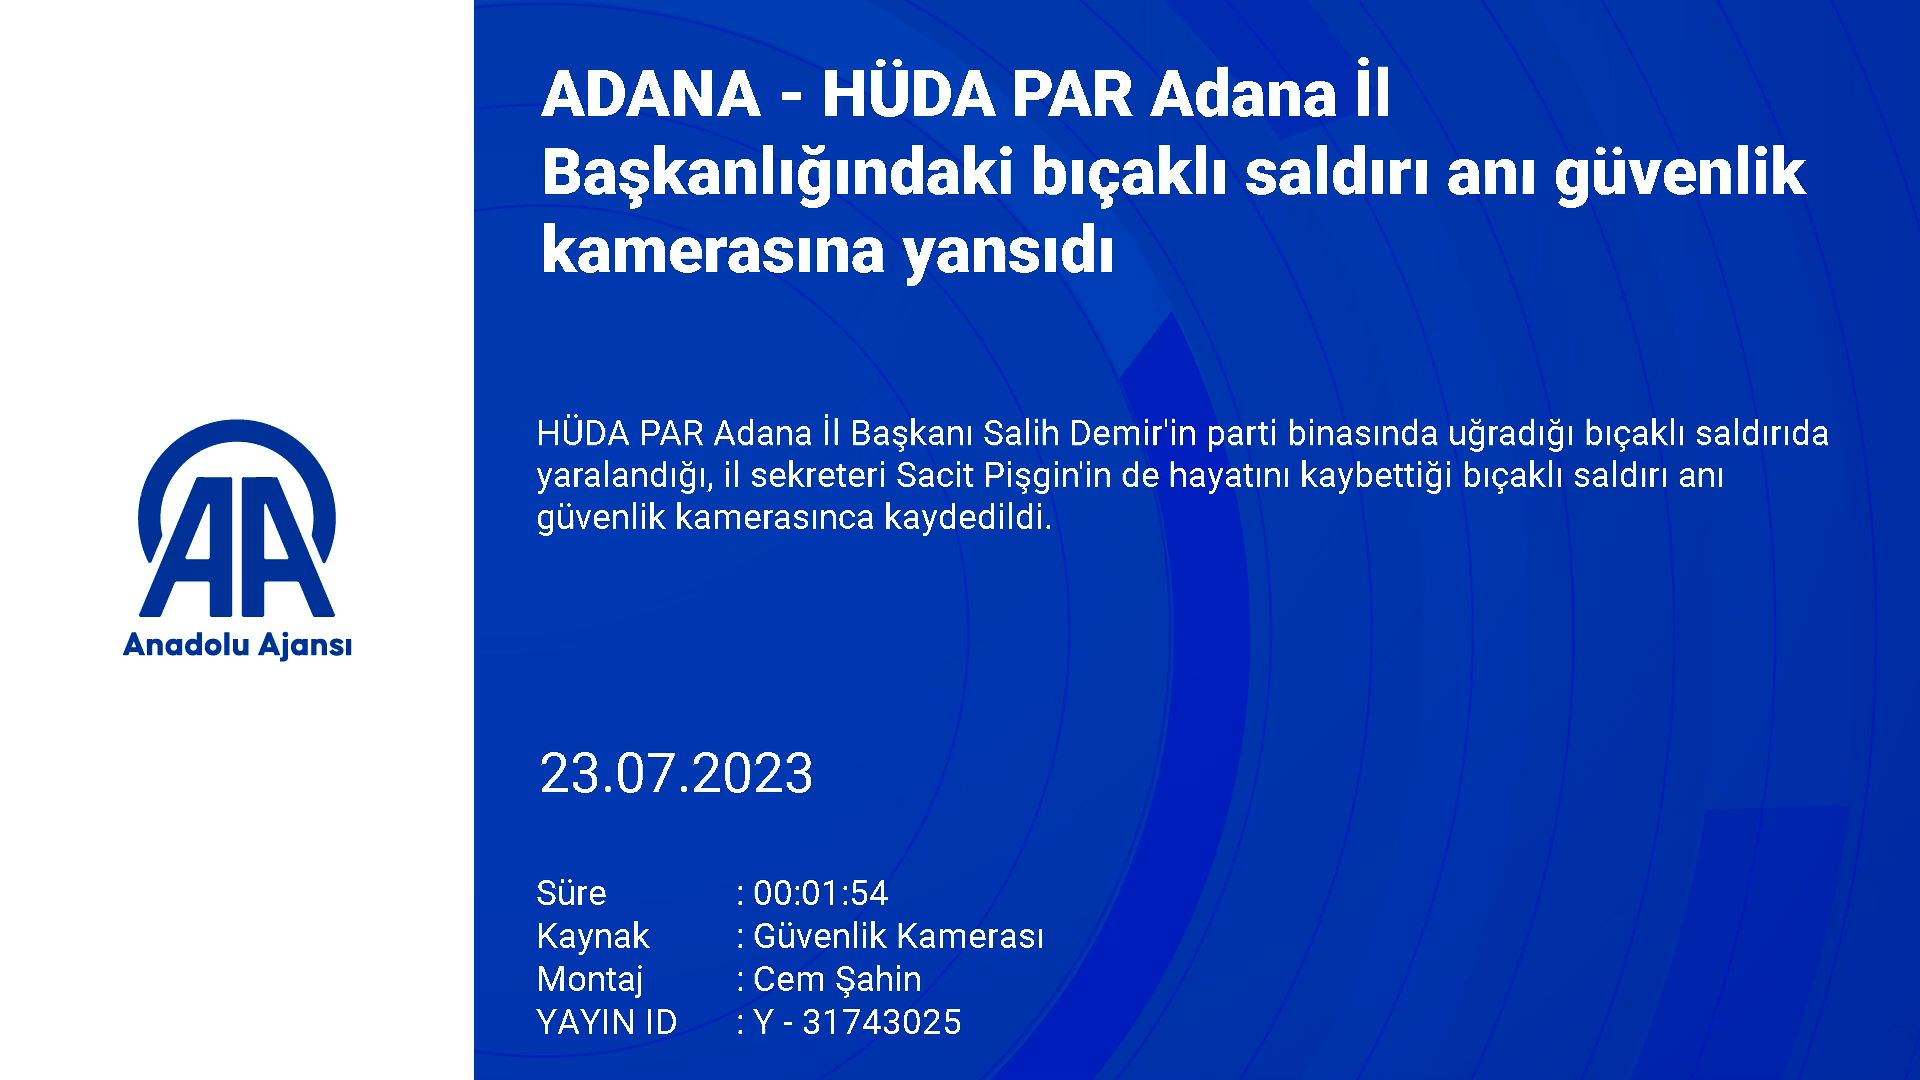 ADANA - HÜDA PAR Adana İl
Başkanlığındaki bıçaklı saldırı anı güvenlik
kamerasına yansıdı
HÜDA PAR Adana İl Başkanı Salih Demir'in parti binasında uğradığı bıçaklı saldırıda
yaralandığı, il sekreteri Sacit Pişgin'in de hayatını kaybettiği bıçaklı saldırı anı
güvenlik kamerasınca kaydedildi.
AA
Anadolu Ajansı
23.07.2023
Süre : 00:01:54
Kaynak : Güvenlik Kamerası
Montaj : Cem Şahin
YAYIN ID : Y - 31743025